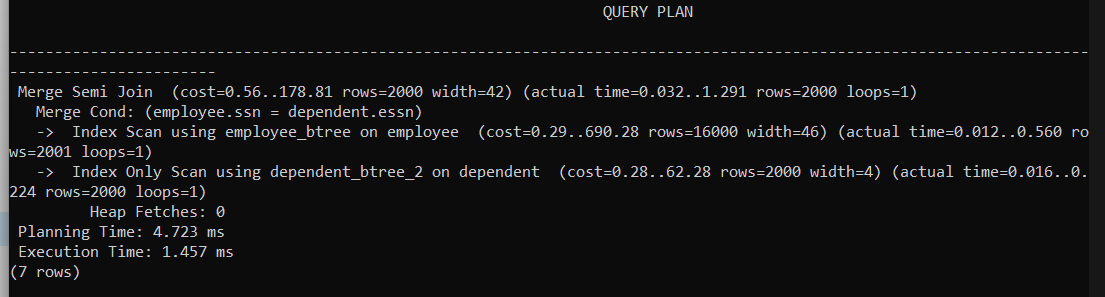 QUERY PLAN
-------------------------------------------------------------------------------------------------------------------------
-----------------------
Merge Semi Join  (cost=0.56..178.81 rows=2000 width=42) (actual time=0.032..1.291 rows=2000 loops=1)
  Merge Cond: (employee.ssn = dependent.essn)
  ->  Index Scan using employee_btree on employee  (cost=0.29..690.28 rows=16000 width=46) (actual time=0.012..0.560 ro
ws=2001 loops=1)
  ->  Index Only Scan using dependent_btree_2 on dependent  (cost=0.28..62.28 rows=2000 width=4) (actual time=0.016..0.
224 rows=2000 loops=1)
        Heap Fetches: 0
Planning Time: 4.723 ms
Execution Time: 1.457 ms
(7 rows)